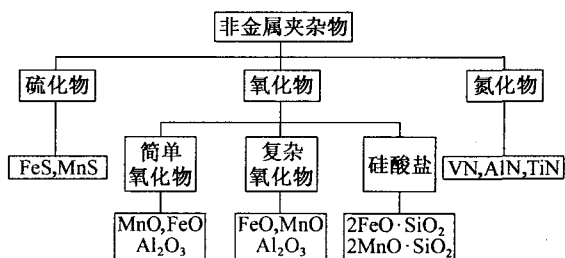 非金属夹杂物
硫化物
氧化物
氮化物
FeS,MnS
简单
氧化物
复杂
氧化物
硅酸盐
VN,AlN,TiN
MnO,FeO
Al₂O₃
FeO,MnO
Al₂O₃
2FeO·SiO₂
2MnO·SiO₂